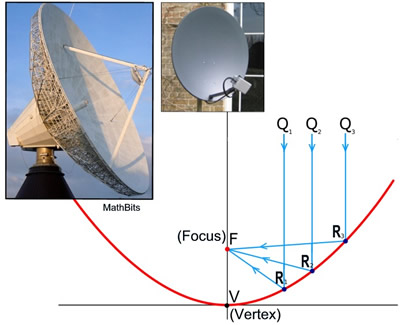 MathBits
Q1 Q2 Q3
R3
(Focus) F
R2
R1
V
(Vertex)